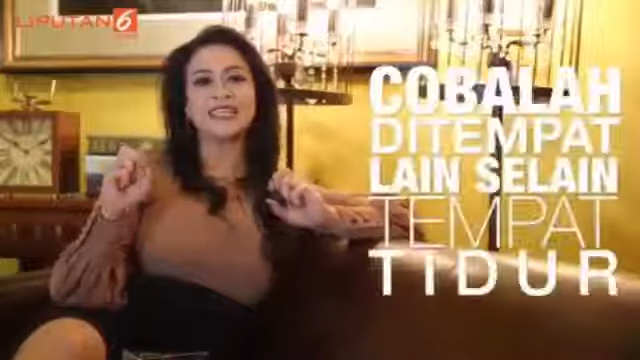 LIPUTAN6
COBALAH
DITEMPAT
LAIN SELAIN
TEMPAT
TIDUR